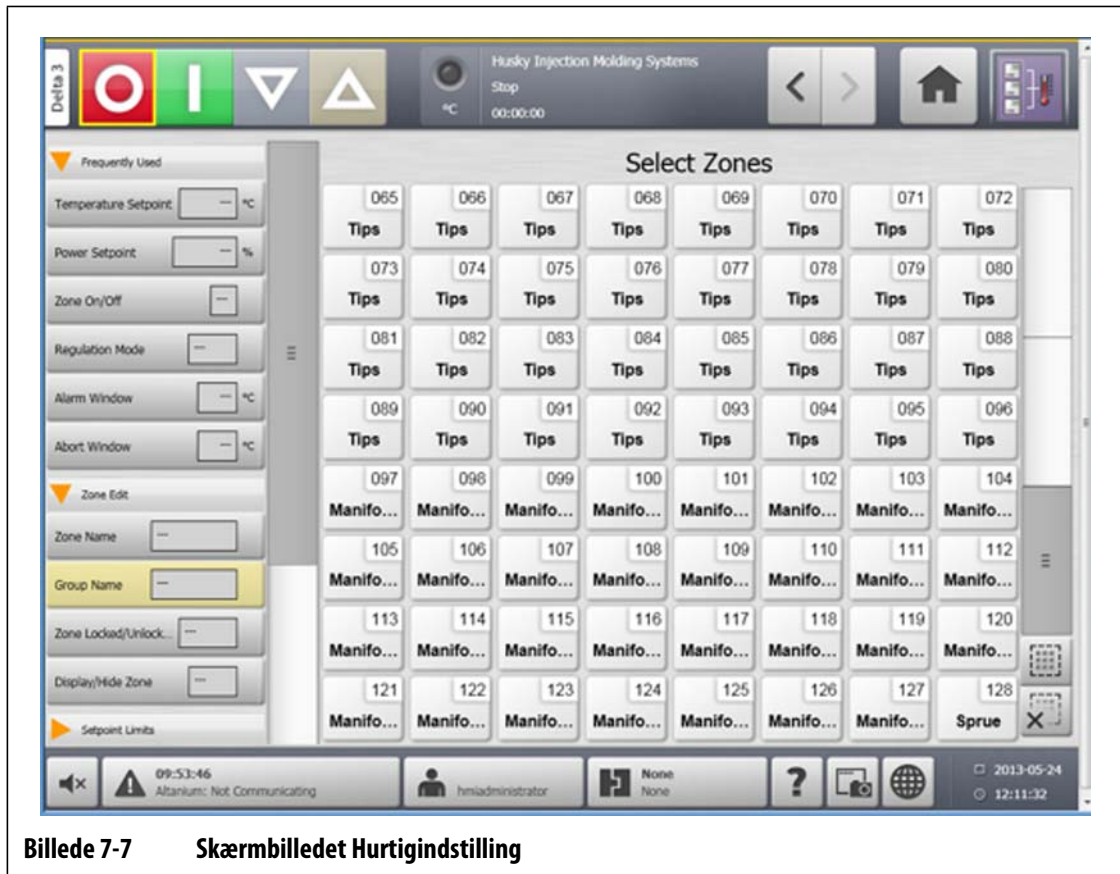 Delta 3
Husky Injection Molding Systems
Stop
°C
00:00:00
Frequently Used
Temperature Setpoint -- °C
Power Setpoint -- %
Zone On/Off --
Regulation Mode ---
Alarm Window -- °C
Abort Window -- °C
Zone Edit
Zone Name ---
Group Name ---
Zone Locked/Unlock... ---
Display/Hide Zone ---
Setpoint Limits
Select Zones
065 066 067 068 069 070 071 072
Tips Tips Tips Tips Tips Tips Tips Tips
073 074 075 076 077 078 079 080
Tips Tips Tips Tips Tips Tips Tips Tips
081 082 083 084 085 086 087 088
Tips Tips Tips Tips Tips Tips Tips Tips
089 090 091 092 093 094 095 096
Tips Tips Tips Tips Tips Tips Tips Tips
097 098 099 100 101 102 103 104
Manifo... Manifo... Manifo... Manifo... Manifo... Manifo... Manifo... Manifo...
105 106 107 108 109 110 111 112
Manifo... Manifo... Manifo... Manifo... Manifo... Manifo... Manifo... Manifo...
113 114 115 116 117 118 119 120
Manifo... Manifo... Manifo... Manifo... Manifo... Manifo... Manifo... Manifo...
121 122 123 124 125 126 127 128
Manifo... Manifo... Manifo... Manifo... Manifo... Manifo... Manifo... Sprue
09:53:46
Altanium: Not Communicating
hmiadministrator
None
None
?
2013-05-24
12:11:32
Billede 7-7 Skærmbilledet Hurtigindstilling